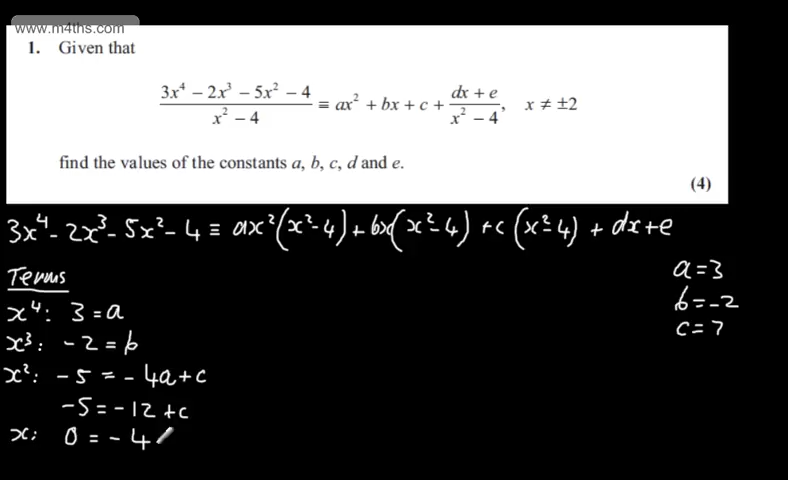 www.m4ths.com
1. Given that
(3x⁴ − 2x³ − 5x² − 4)/(x² − 4) ≡ ax² + bx + c + (dx + e)/(x² − 4), x ≠ ±2
find the values of the constants a, b, c, d and e.
(4)
3x⁴ - 2x³ - 5x² - 4 ≡ ax²(x² - 4) + bx(x² - 4) + c(x² - 4) + dx + e
Terms
x⁴: 3 = a
x³: -2 = b
x²: -5 = -4a + c
-5 = -12 + c
x: 0 = -4
a = 3
b = -2
c = 7